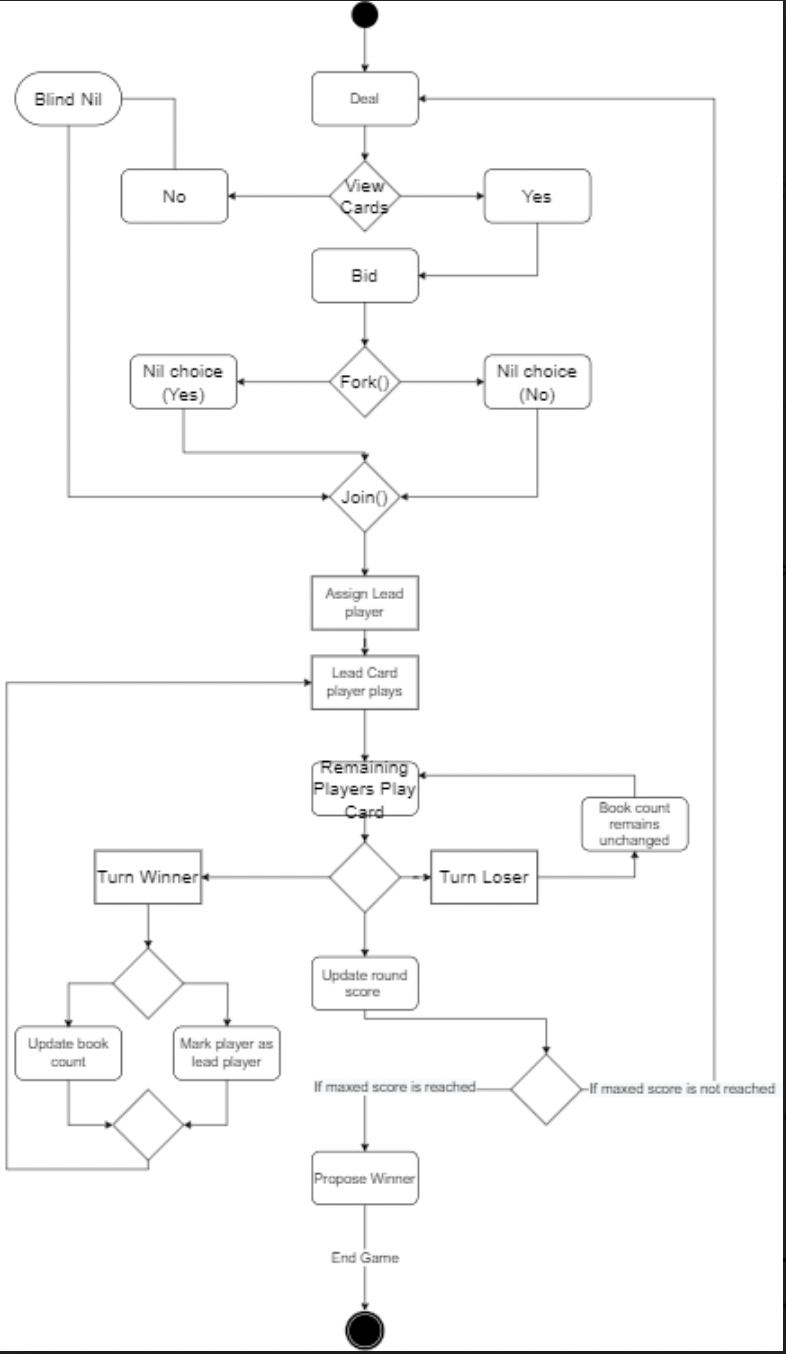 Deal
Blind Nil
View
Cards
No
Yes
Bid
Nil choice
(Yes)
Fork()
Nil choice
(No)
Join()
Assign Lead
player
Lead Card
player plays
Remaining
Players Play
Card
Book count
remains
unchanged
Turn Winner
Turn Loser
Update round
score
Update book
count
Mark player as
lead player
If maxed score is reached
If maxed score is not reached
Propose Winner
End Game